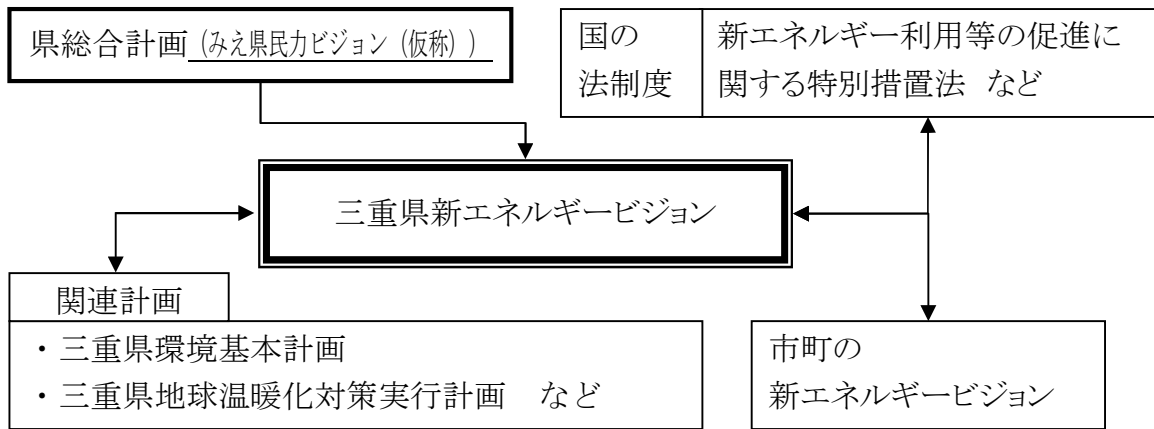 県総合計画(みえ県民力ビジョン(仮称))
国の
法制度
新エネルギー利用等の促進に
関する特別措置法 など
三重県新エネルギービジョン
関連計画
・三重県環境基本計画
・三重県地球温暖化対策実行計画 など
市町の
新エネルギービジョン